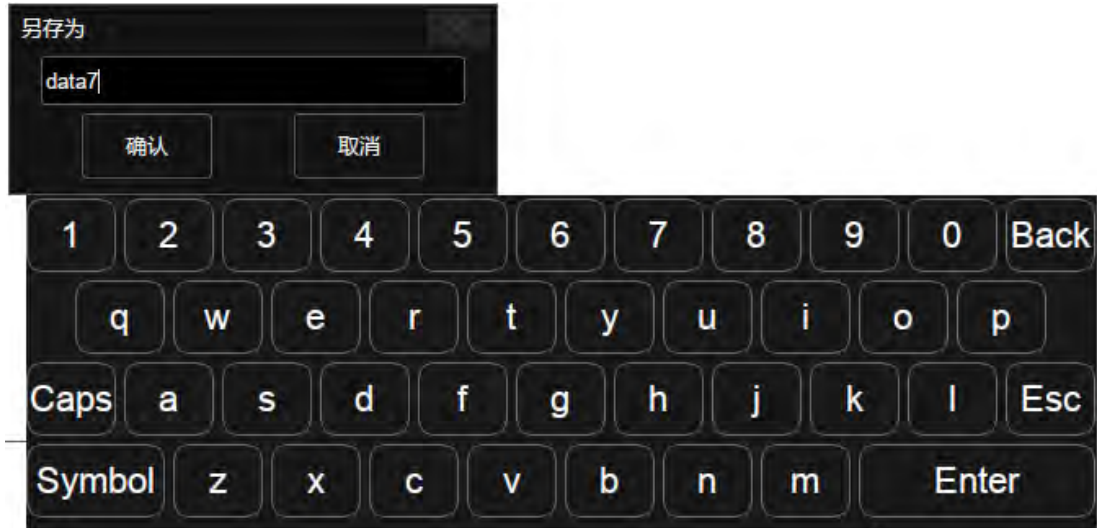 另存为
data7
确认 取消
1 2 3 4 5 6 7 8 9 0 Back
q w e r t y u i o p
Caps a s d f g h j k l Esc
Symbol z x c v b n m Enter